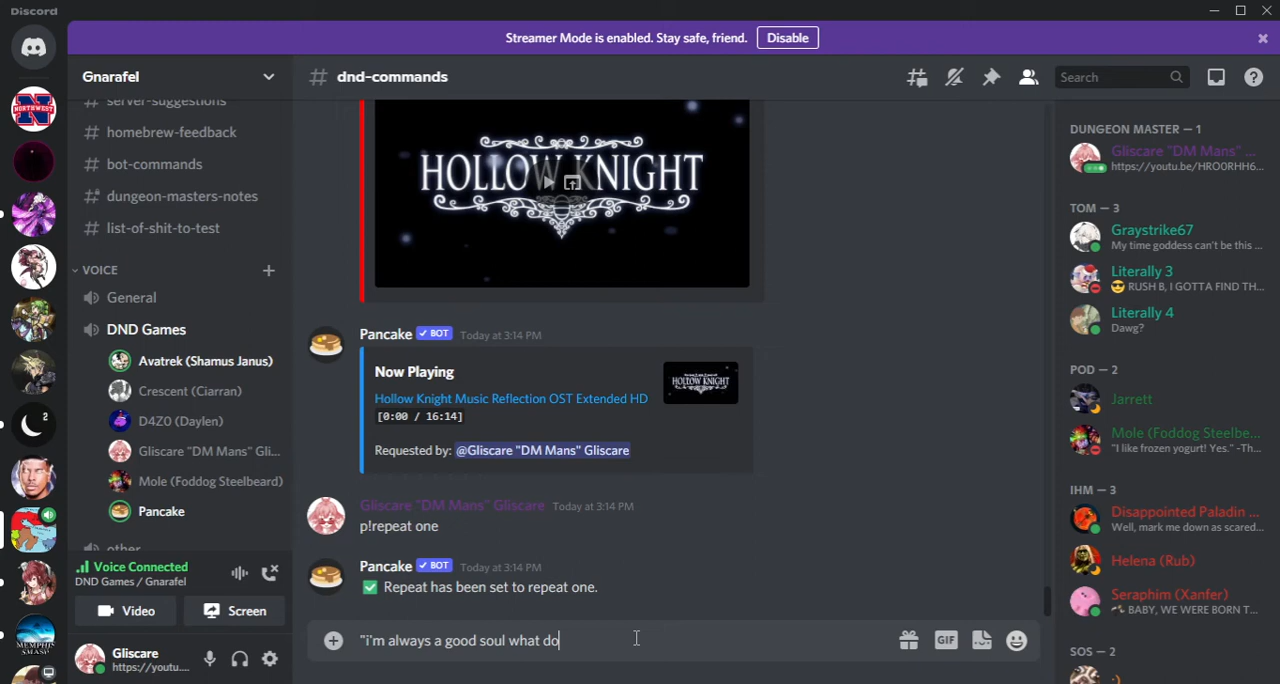 Discord
Streamer Mode is enabled. Stay safe, friend.
Disable
NORTHWEST
2
MEMPHIS
SMASH
Gnarafel
server-suggestions
homebrew-feedback
bot-commands
dungeon-masters-notes
list-of-shit-to-test
VOICE
General
DND Games
Avatrek (Shamus Janus)
Crescent (Ciarran)
D4Z0 (Daylen)
Gliscare "DM Mans" Gli...
Mole (Foddog Steelbeard)
Pancake
other
Voice Connected
DND Games / Gnarafel
Video
Screen
Gliscare
https://youtu....
# dnd-commands
Search
HOLLOW KNIGHT
Pancake ✓ BOT Today at 3:14 PM
Now Playing
Hollow Knight Music Reflection OST Extended HD
[0:00 / 16:14]
Requested by: @Gliscare "DM Mans" Gliscare
HOLLOW KNIGHT
Gliscare "DM Mans" Gliscare Today at 3:14 PM
p!repeat one
Pancake ✓ BOT Today at 3:14 PM
✅ Repeat has been set to repeat one.
"i'm always a good soul what do
GIF
DUNGEON MASTER — 1
Gliscare "DM Mans" ...
https://youtu.be/HRO0RHH6...
TOM — 3
Graystrike67
My time goddess can't be this ...
Literally 3
😎 RUSH B, I GOTTA FIND TH...
Literally 4
Dawg?
POD — 2
Jarrett
Mole (Foddog Steelbe...
"I like frozen yogurt! Yes." -Th...
IHM — 3
Disappointed Paladin ...
Well, mark me down as scared...
Helena (Rub)
Seraphim (Xanfer)
BABY, WE WERE BORN T...
SOS — 2
:)